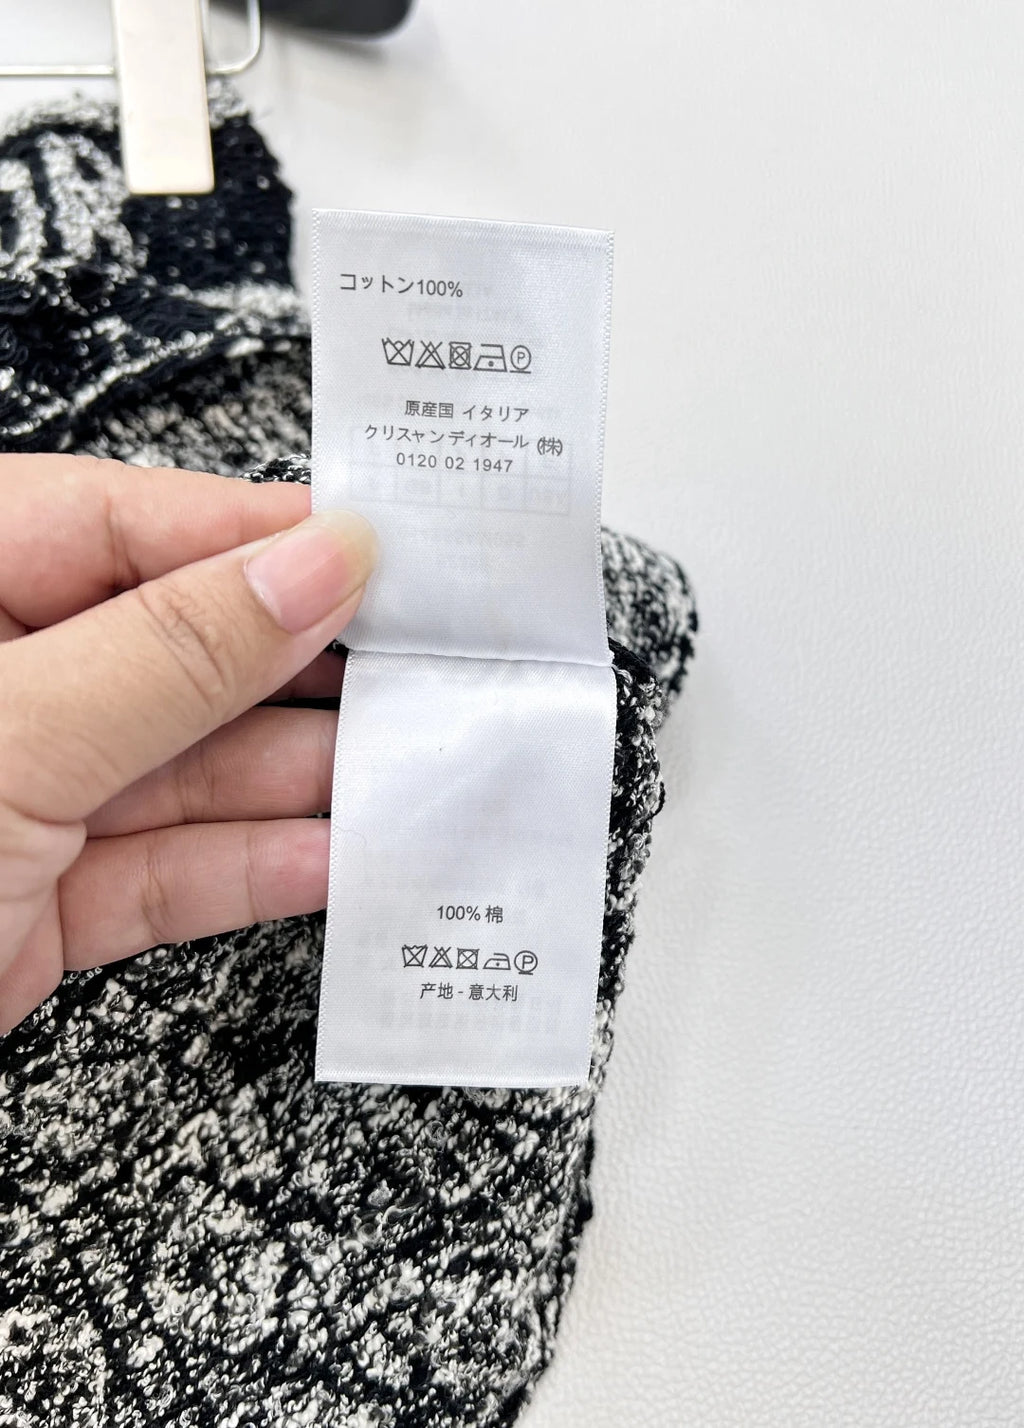 コットン100%
原産国 イタリア
クリスャン ディオール ㈱
0120 02 1947
100% 棉
产地 - 意大利